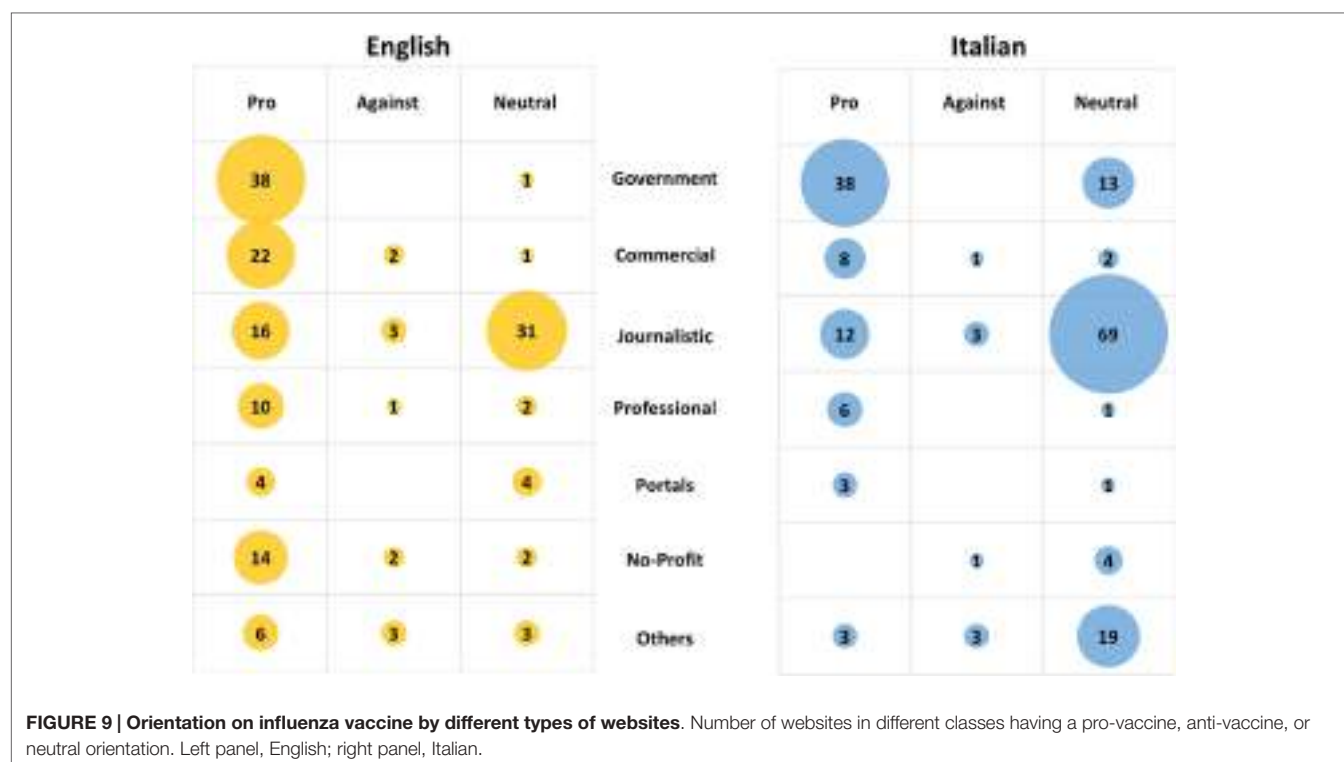 English
Italian
Pro Against Neutral
Pro Against Neutral
38 1 Government 38 13
22 2 1 Commercial 8 1 2
16 3 31 Journalistic 12 3 69
10 1 2 Professional 6 1
4 4 Portals 3 1
14 2 2 No-Profit 1 4
6 3 3 Others 3 3 19
FIGURE 9 | Orientation on influenza vaccine by different types of websites. Number of websites in different classes having a pro-vaccine, anti-vaccine, or
neutral orientation. Left panel, English; right panel, Italian.